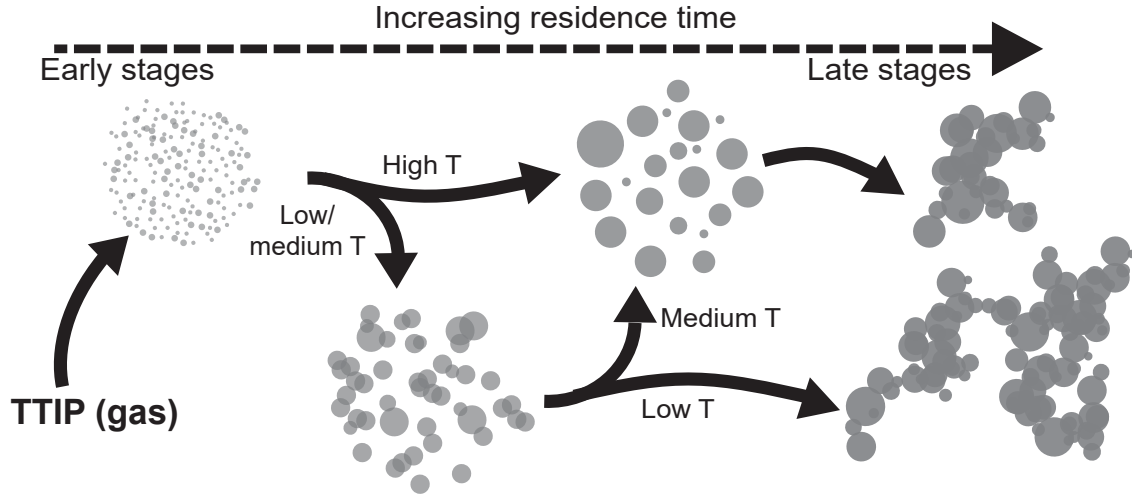 Increasing residence time
Early stages
Late stages
High T
Low/
medium T
Medium T
Low T
TTIP (gas)